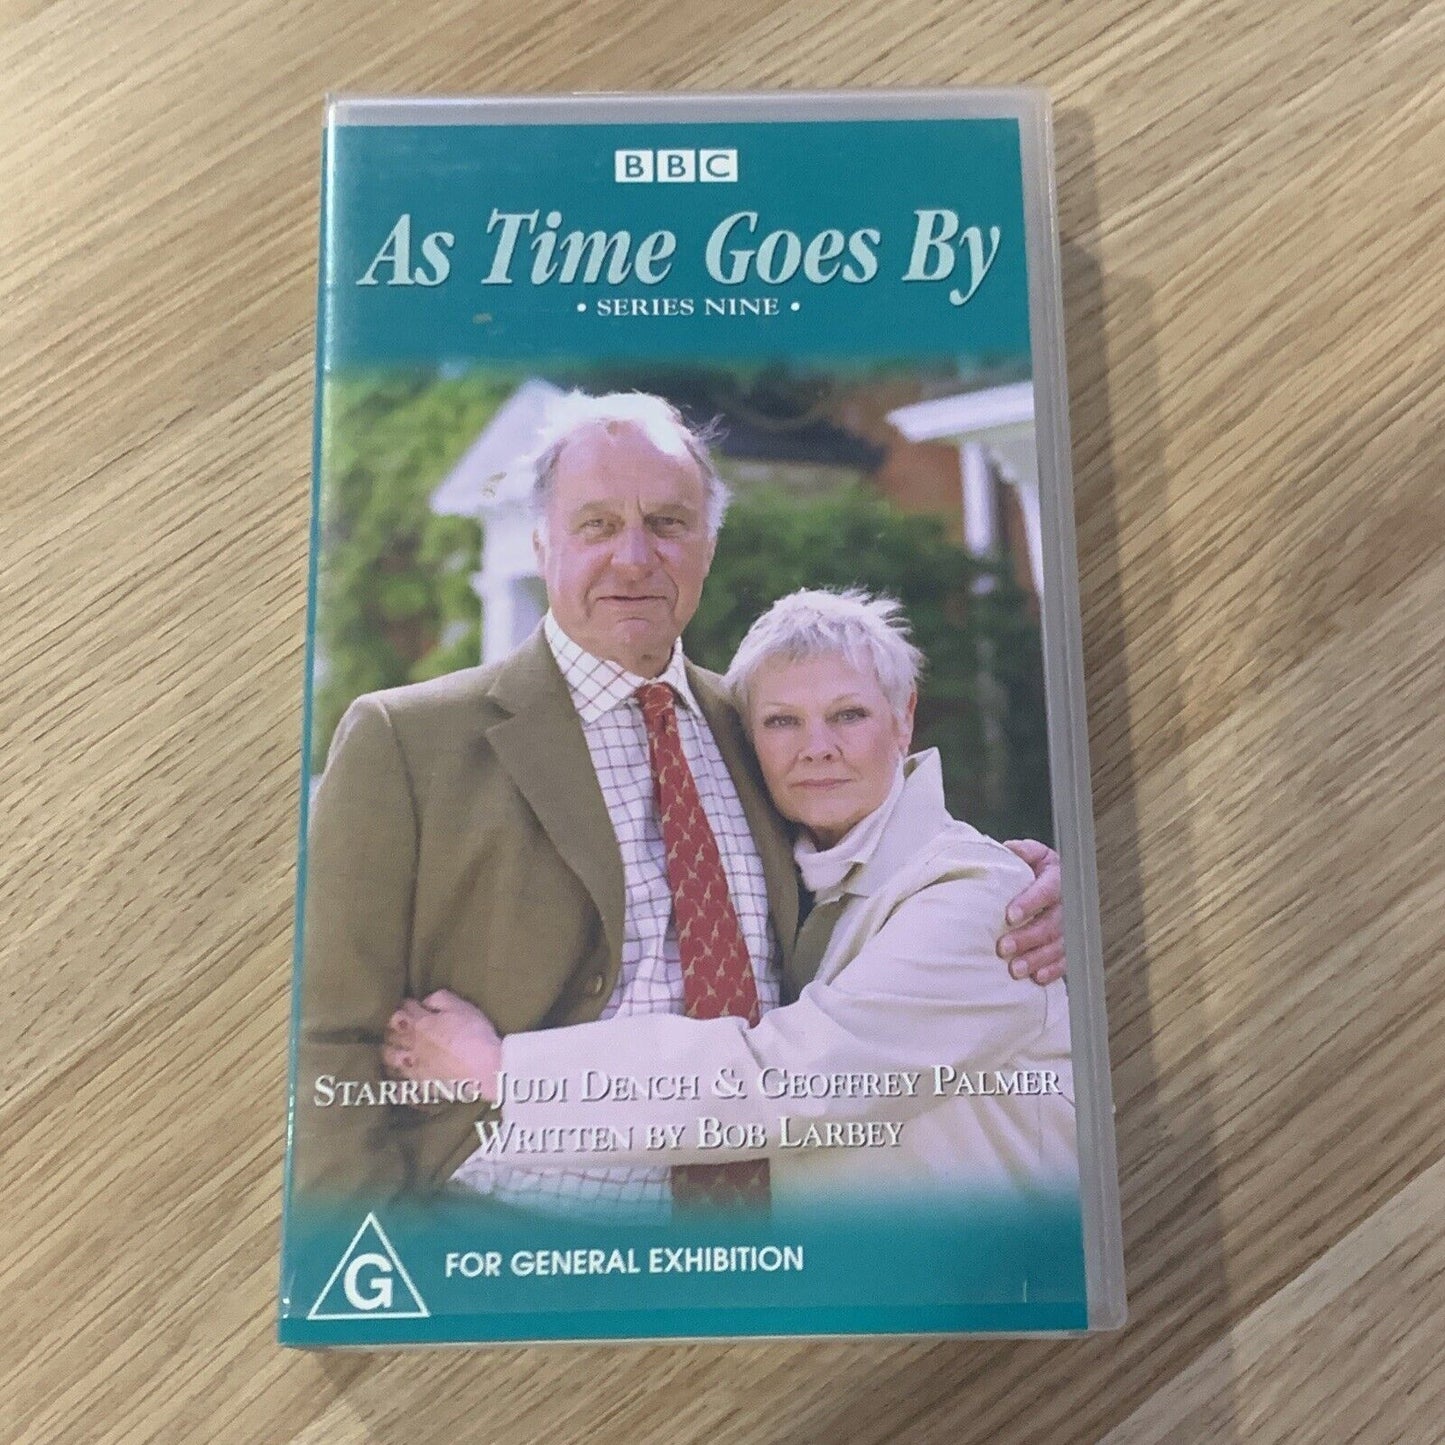 BBC
As Time Goes By
• SERIES NINE •
STARRING JUDI DENCH & GEOFFREY PALMER
WRITTEN BY BOB LARBEY
G FOR GENERAL EXHIBITION